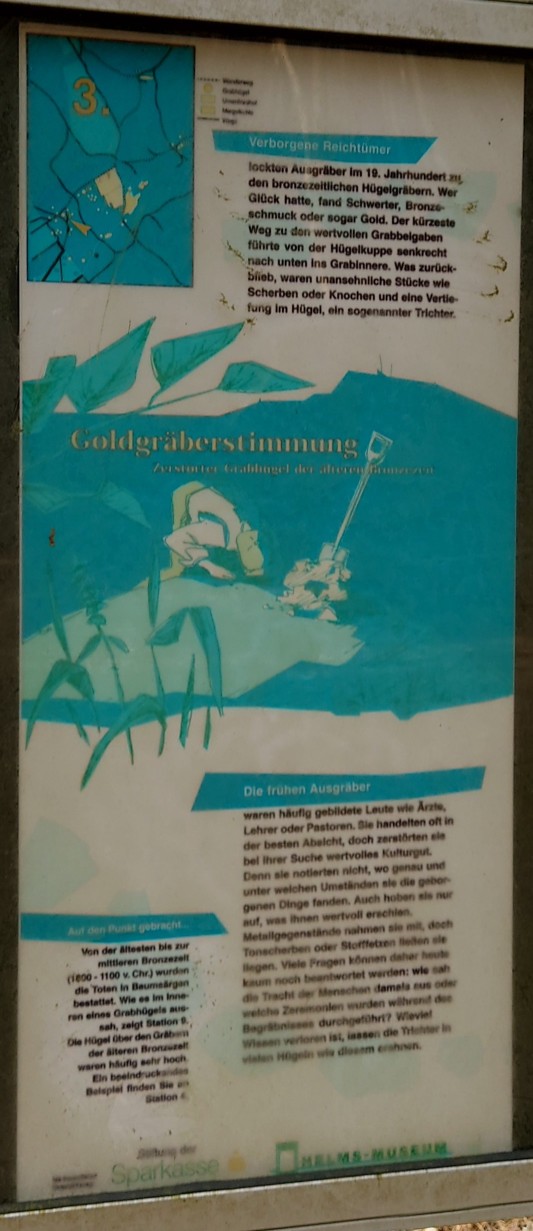 3.
Grabhügel
Verborgene Reichtümer
lockten Ausgräber im 19. Jahrhundert zu
den bronzezeitlichen Hügelgräbern. Wer
Glück hatte, fand Schwerter, Bronze-
schmuck oder sogar Gold. Der kürzeste
Weg zu den wertvollen Grabbeigaben
führte von der Hügelkuppe senkrecht
nach unten ins Grabinnere. Was zurück-
blieb, waren unansehnliche Stücke wie
Scherben oder Knochen und eine Vertie-
fung im Hügel, ein sogenannter Trichter.
Goldgräberstimmung
Zerstörter Grabhügel der älteren Bronzezeit
Die frühen Ausgräber
waren häufig gebildete Leute wie Ärzte,
Lehrer oder Pastoren. Sie handelten oft in
der besten Absicht, doch zerstörten sie
bei ihrer Suche wertvolles Kulturgut.
Denn sie notierten nicht, wo genau und
unter welchen Umständen sie die gebor-
genen Dinge fanden. Auch hoben sie nur
auf, was ihnen wertvoll erschien.
Metallgegenstände nahmen sie mit, doch
Tonscherben oder Stoffetzen ließen sie
liegen. Viele Fragen können daher heute
kaum noch beantwortet werden: wie sah
die Tracht der Menschen damals aus oder
welche Zeremonien wurden während des
Begräbnisses durchgeführt? Wieviel
Wissen verloren ist, lassen die Trichter in
vielen Hügeln wie diesem erahnen.
Auf den Punkt gebracht...
Von der ältesten bis zur
mittleren Bronzezeit
(1800 - 1100 v. Chr.) wurden
die Toten in Baumsärgen
bestattet. Wie es im Inne-
ren eines Grabhügels aus-
sah, zeigt Station 9.
Die Hügel über den Gräbern
der älteren Bronzezeit
waren häufig sehr hoch.
Ein beeindruckendes
Beispiel finden Sie an
Station
Stiftung der
Sparkasse
HELMS-MUSEUM